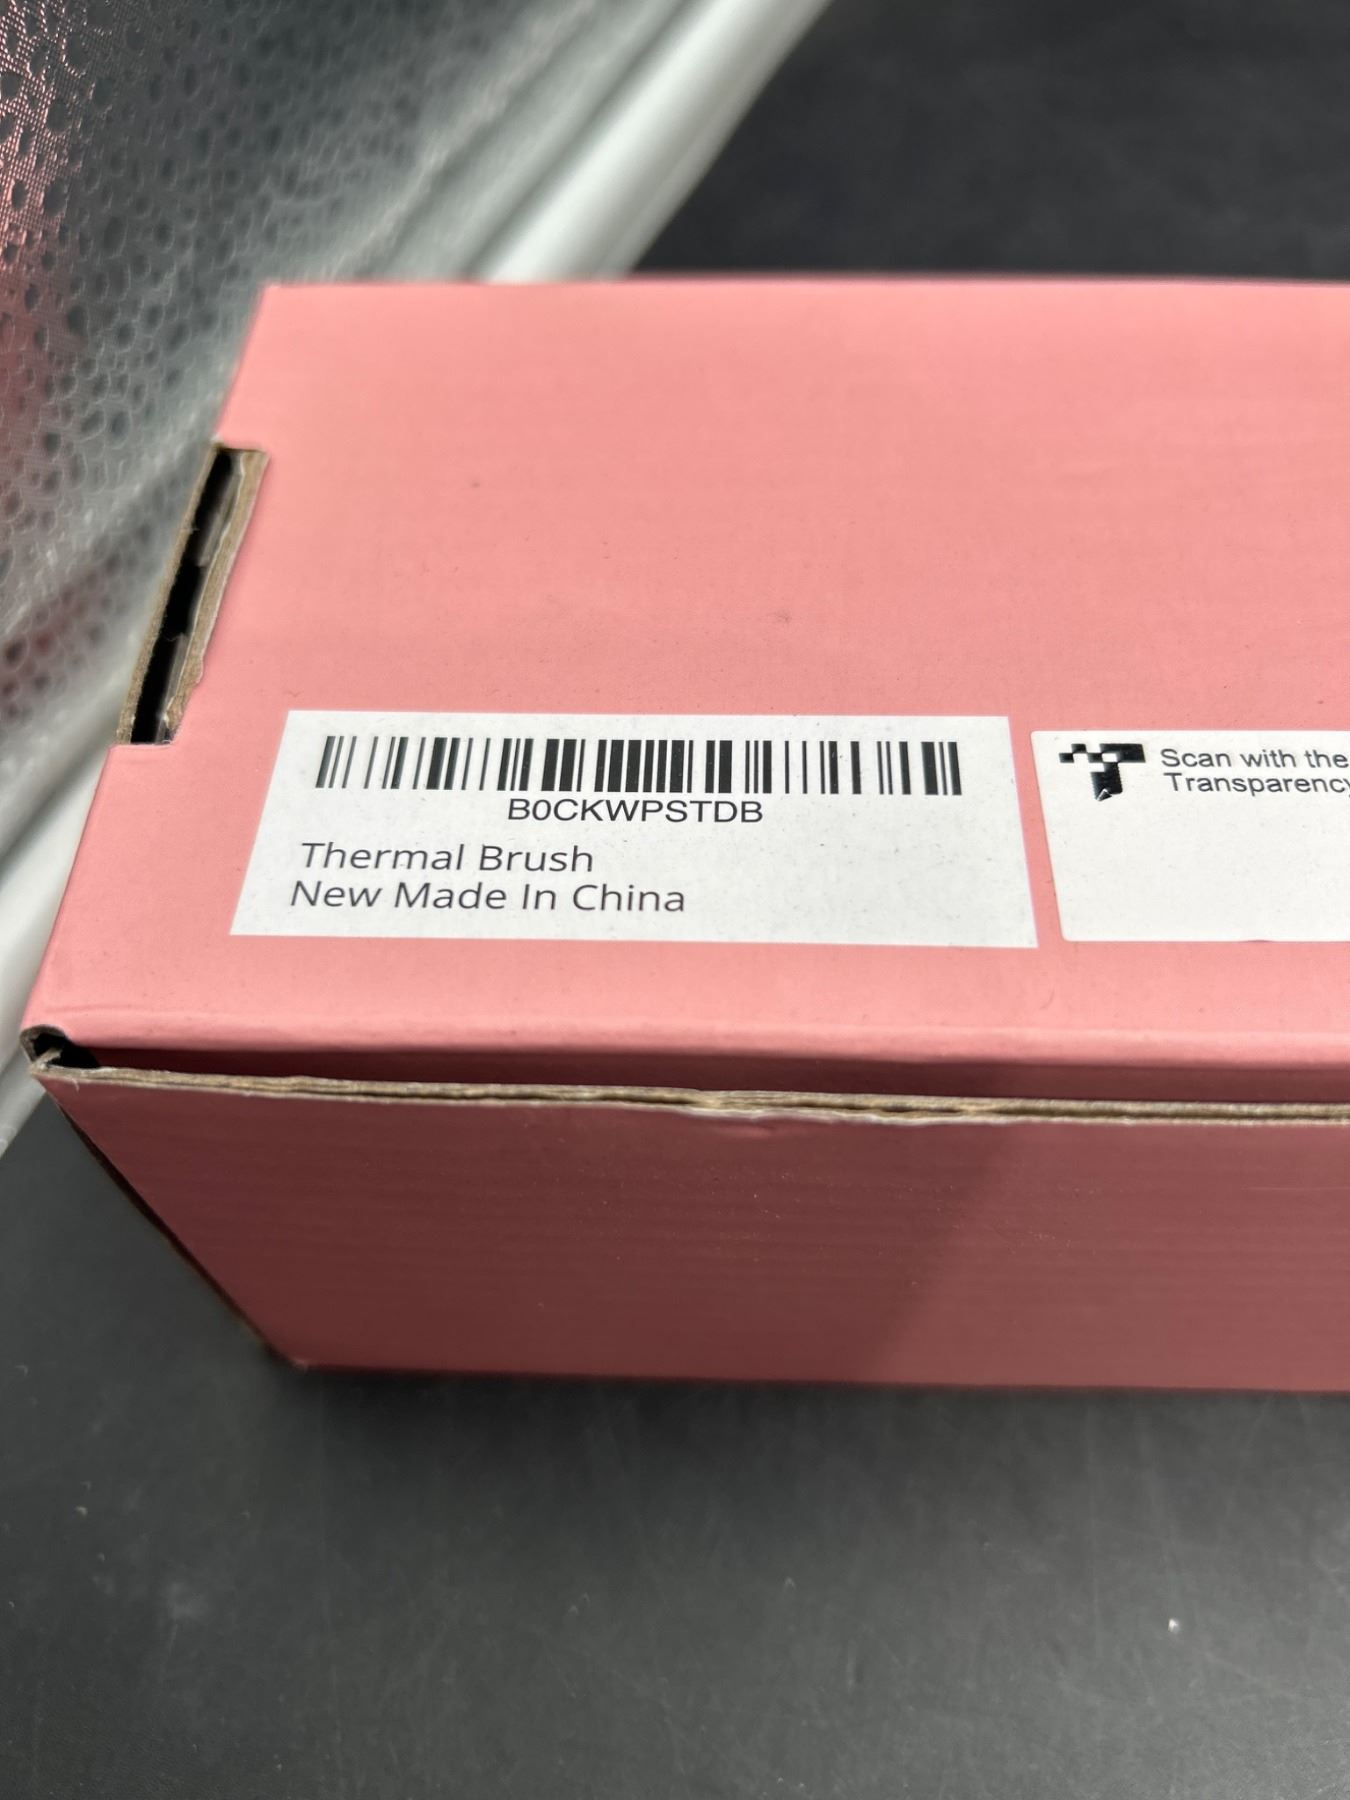 B0CKWPSTDB
Thermal Brush
New Made In China
Scan with the
Transparency